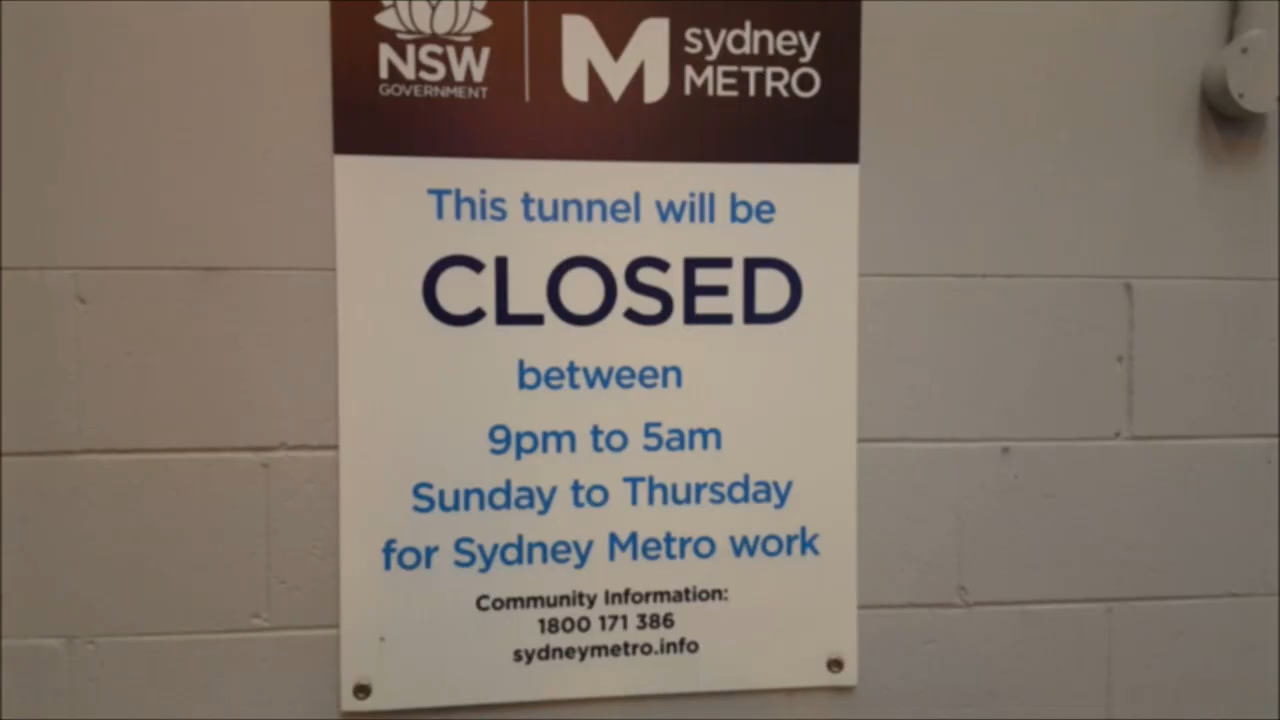 NSW
GOVERNMENT
sydney
METRO
This tunnel will be
CLOSED
between
9pm to 5am
Sunday to Thursday
for Sydney Metro work
Community Information:
1800 171 386
sydneymetro.info